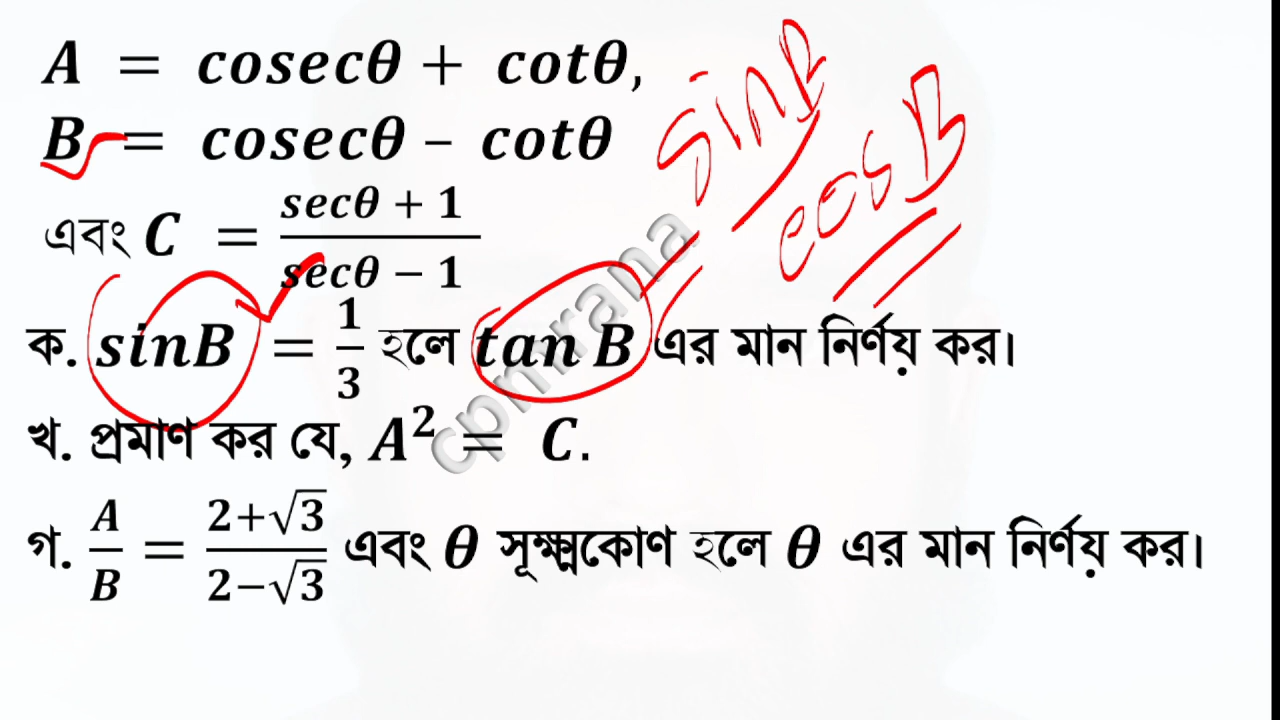 A = cosecθ + cotθ,
B = cosecθ – cotθ
এবং C = (secθ + 1)/(secθ − 1)
ক. sinB = 1/3 হলে tan B এর মান নির্ণয় কর।
খ. প্রমাণ কর যে, A² = C.
গ. A/B = (2+√3)/(2−√3) এবং θ সূক্ষ্মকোণ হলে θ এর মান নির্ণয় কর।
sinB
cosB
cpmrana